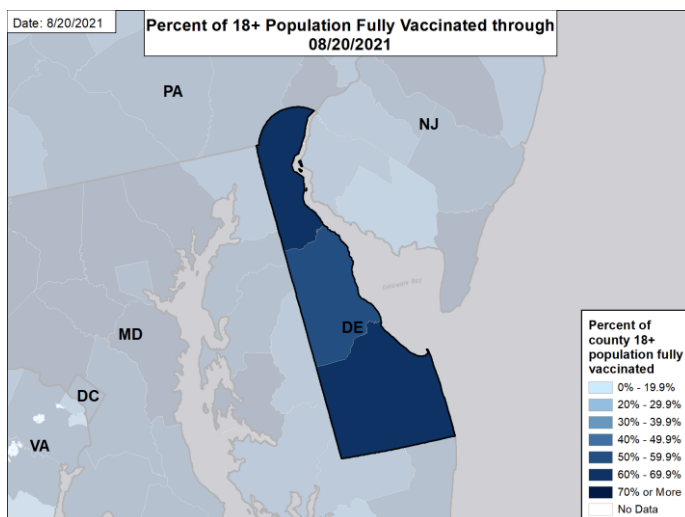 Date: 8/20/2021
Percent of 18+ Population Fully Vaccinated through
08/20/2021
PA
NJ
Delaware Bay
DE
MD
DC
VA
Percent of
county 18+
population fully
vaccinated
0% - 19.9%
20% - 29.9%
30% - 39.9%
40% - 49.9%
50% - 59.9%
60% - 69.9%
70% or More
No Data